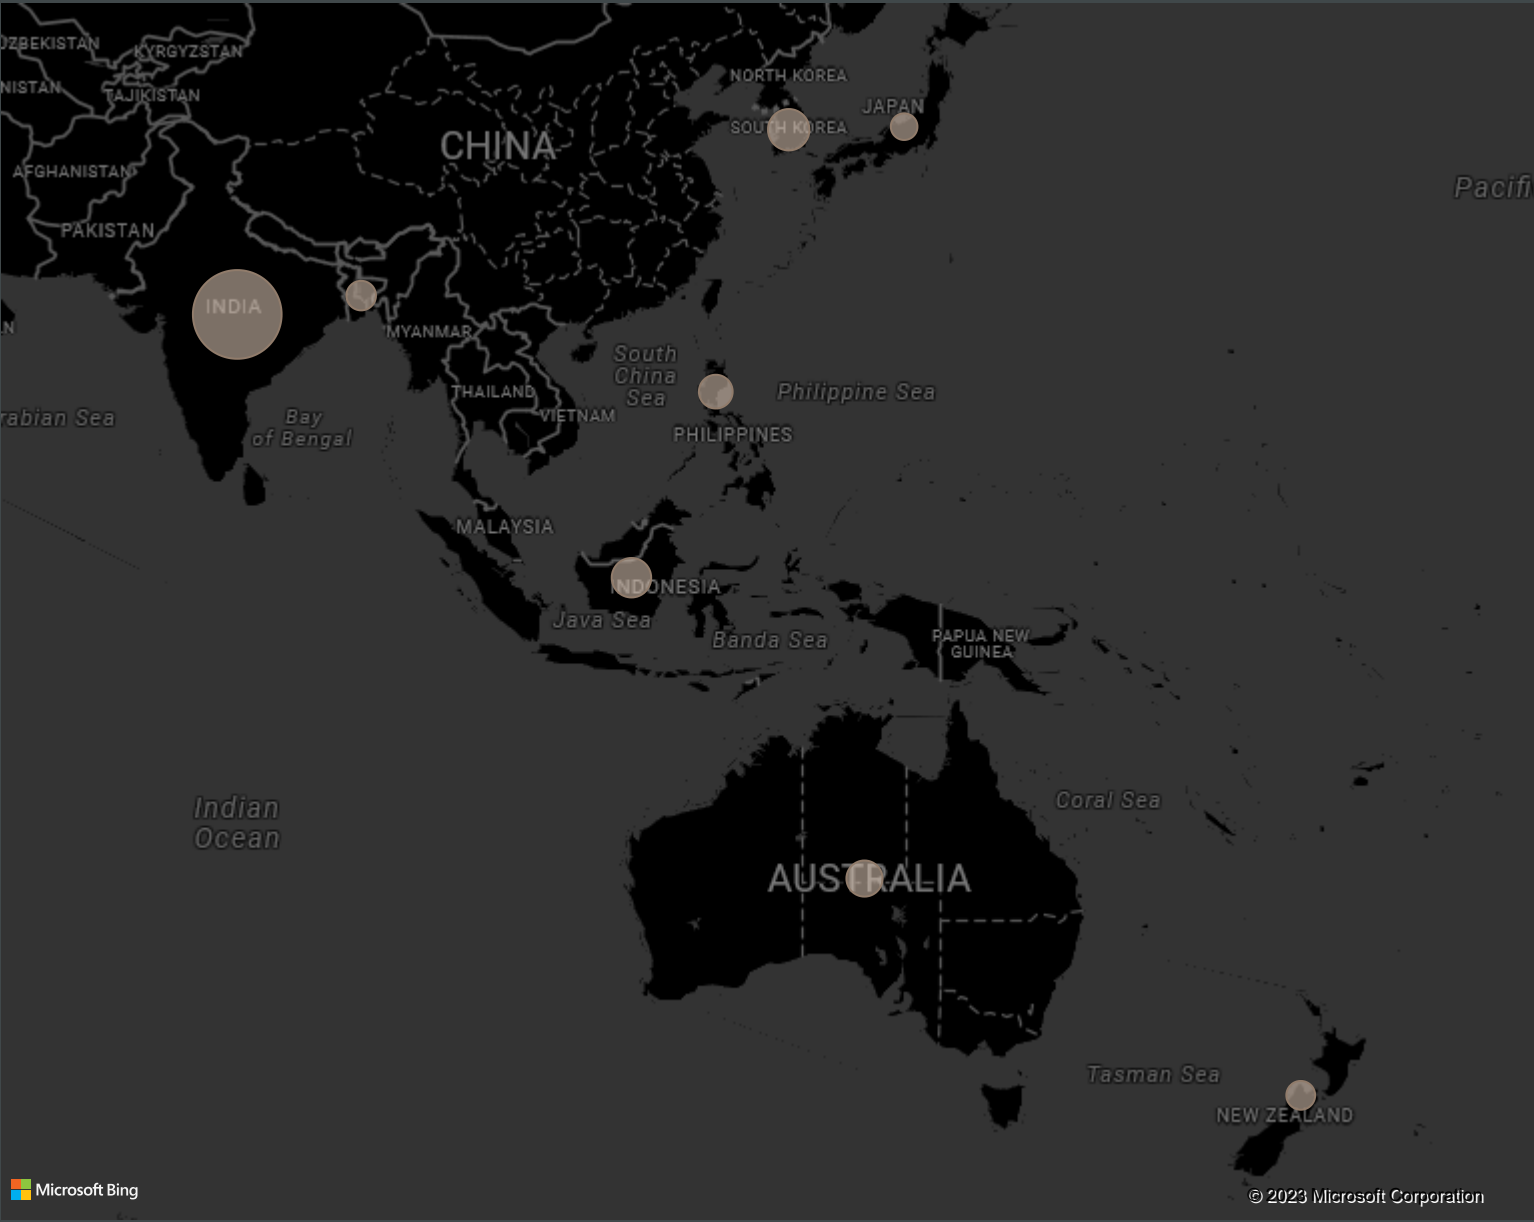 UZBEKISTAN
KYRGYZSTAN
NISTAN
TAJIKISTAN
NORTH KOREA
JAPAN
SOUTH KOREA
CHINA
AFGHANISTAN
Pacifi
PAKISTAN
INDIA
N
MYANMAR
South
China
Sea
THAILAND
Philippine Sea
rabian Sea
Bay
of Bengal
VIETNAM
PHILIPPINES
MALAYSIA
INDONESIA
Java Sea
Banda Sea
PAPUA NEW
GUINEA
Indian
Ocean
Coral Sea
AUSTRALIA
Tasman Sea
NEW ZEALAND
Microsoft Bing
© 2023 Microsoft Corporation